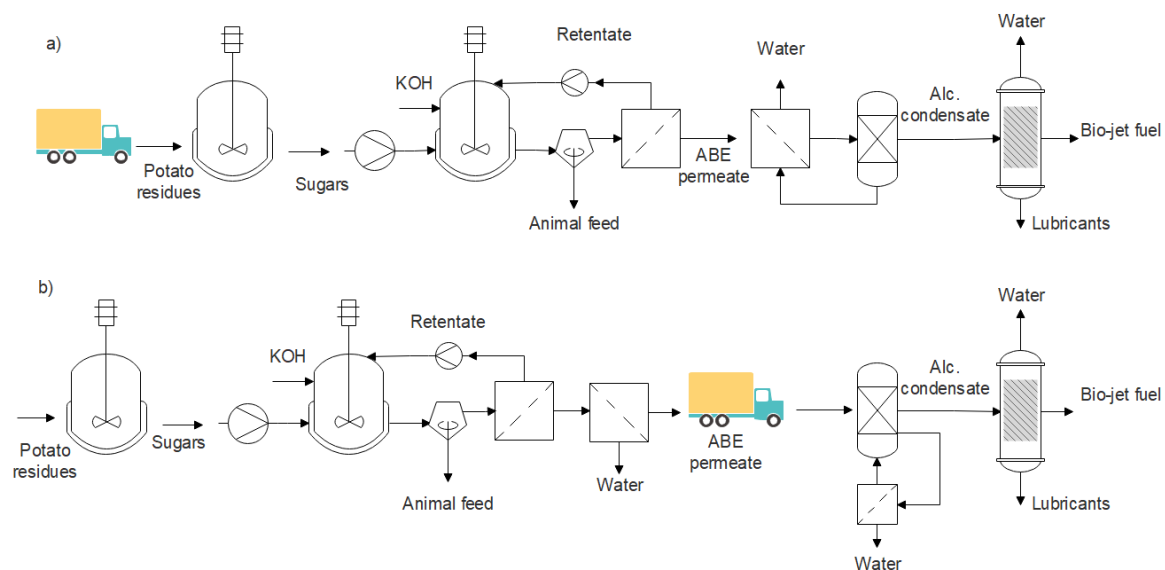 a)
Potato
residues
Sugars
KOH
Retentate
Animal feed
ABE
permeate
Water
Alc.
condensate
Water
Bio-jet fuel
Lubricants
b)
Potato
residues
Sugars
KOH
Retentate
Animal feed
Water
ABE
permeate
Water
Alc.
condensate
Water
Bio-jet fuel
Lubricants